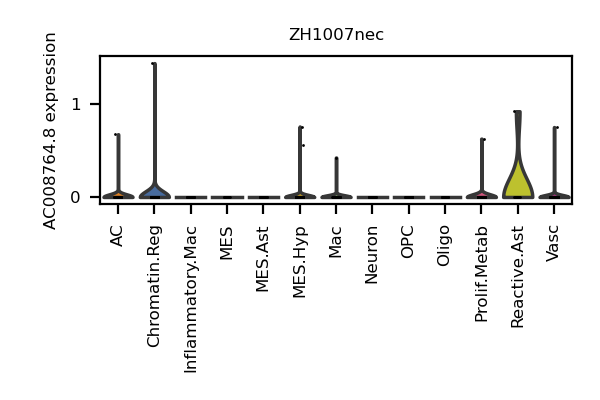 ZH1007nec
AC008764.8 expression
1
0
AC
Chromatin.Reg
Inflammatory.Mac
MES
MES.Ast
MES.Hyp
Mac
Neuron
OPC
Oligo
Prolif.Metab
Reactive.Ast
Vasc